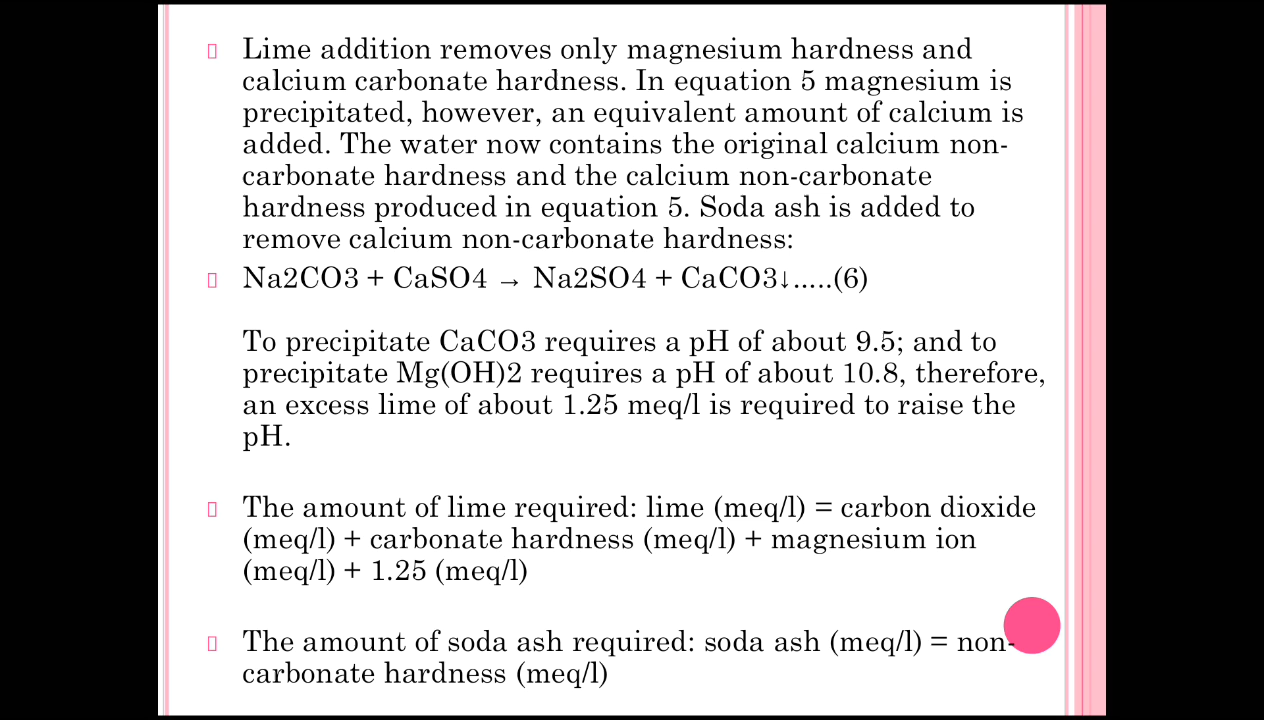 Lime addition removes only magnesium hardness and
calcium carbonate hardness. In equation 5 magnesium is
precipitated, however, an equivalent amount of calcium is
added. The water now contains the original calcium non-
carbonate hardness and the calcium non-carbonate
hardness produced in equation 5. Soda ash is added to
remove calcium non-carbonate hardness:
Na2CO3 + CaSO4 → Na2SO4 + CaCO3↓.....(6)
To precipitate CaCO3 requires a pH of about 9.5; and to
precipitate Mg(OH)2 requires a pH of about 10.8, therefore,
an excess lime of about 1.25 meq/l is required to raise the
pH.
The amount of lime required: lime (meq/l) = carbon dioxide
(meq/l) + carbonate hardness (meq/l) + magnesium ion
(meq/l) + 1.25 (meq/l)
The amount of soda ash required: soda ash (meq/l) = non-
carbonate hardness (meq/l)